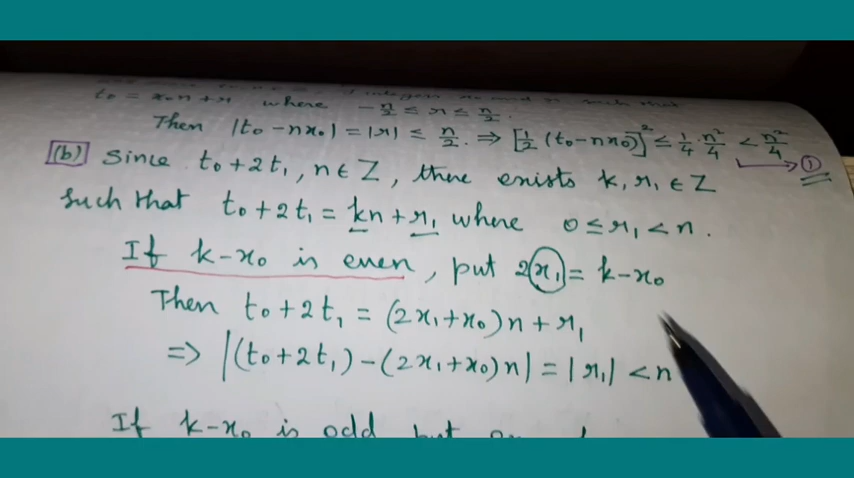 t₀ = x₀n + r where -n/2 ≤ r ≤ n/2.
Then |t₀ - nx₀| = |r| ≤ n/2. ⇒ [1/2 (t₀ - nx₀)]² ≤ 1/4 · n²/4 < n²/4 → ①
(b) Since t₀ + 2t₁, n ∈ Z, there exists k, r₁ ∈ Z
such that t₀ + 2t₁ = kn + r₁ where 0 ≤ r₁ < n.
If k - x₀ is even, put 2x₁ = k - x₀
Then t₀ + 2t₁ = (2x₁ + x₀)n + r₁
⇒ |(t₀ + 2t₁) - (2x₁ + x₀)n| = |r₁| < n
If k - x₀ is odd put